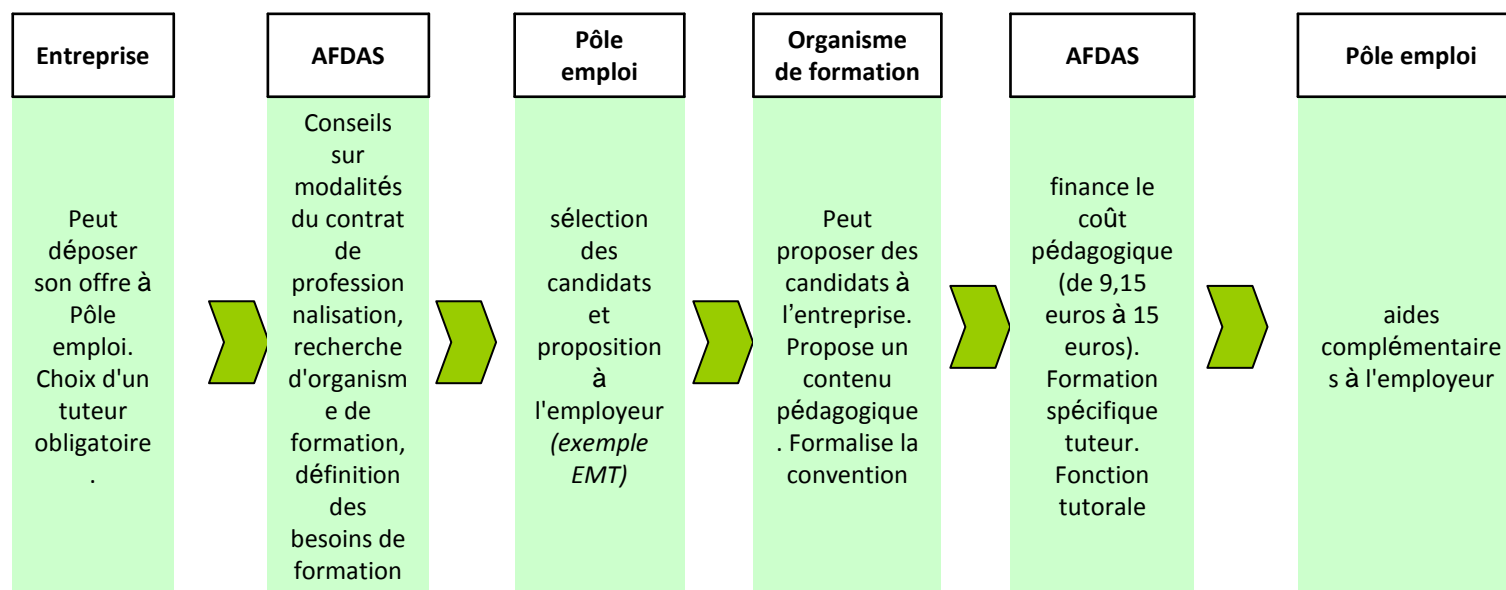 Entreprise
Peut
déposer
son offre à
Pôle
emploi.
Choix d'un
tuteur
obligatoire
.
AFDAS
Conseils
sur
modalités
du contrat
de
profession
nalisation,
recherche
d'organism
e de
formation,
définition
des
besoins de
formation
Pôle
emploi
sélection
des
candidats
et
proposition
à
l'employeur
(exemple
EMT)
Organisme
de formation
Peut
proposer des
candidats à
l’entreprise.
Propose un
contenu
pédagogique
. Formalise la
convention
AFDAS
finance le
coût
pédagogique
(de 9,15
euros à 15
euros).
Formation
spécifique
tuteur.
Fonction
tutorale
Pôle emploi
aides
complémentaire
s à l'employeur